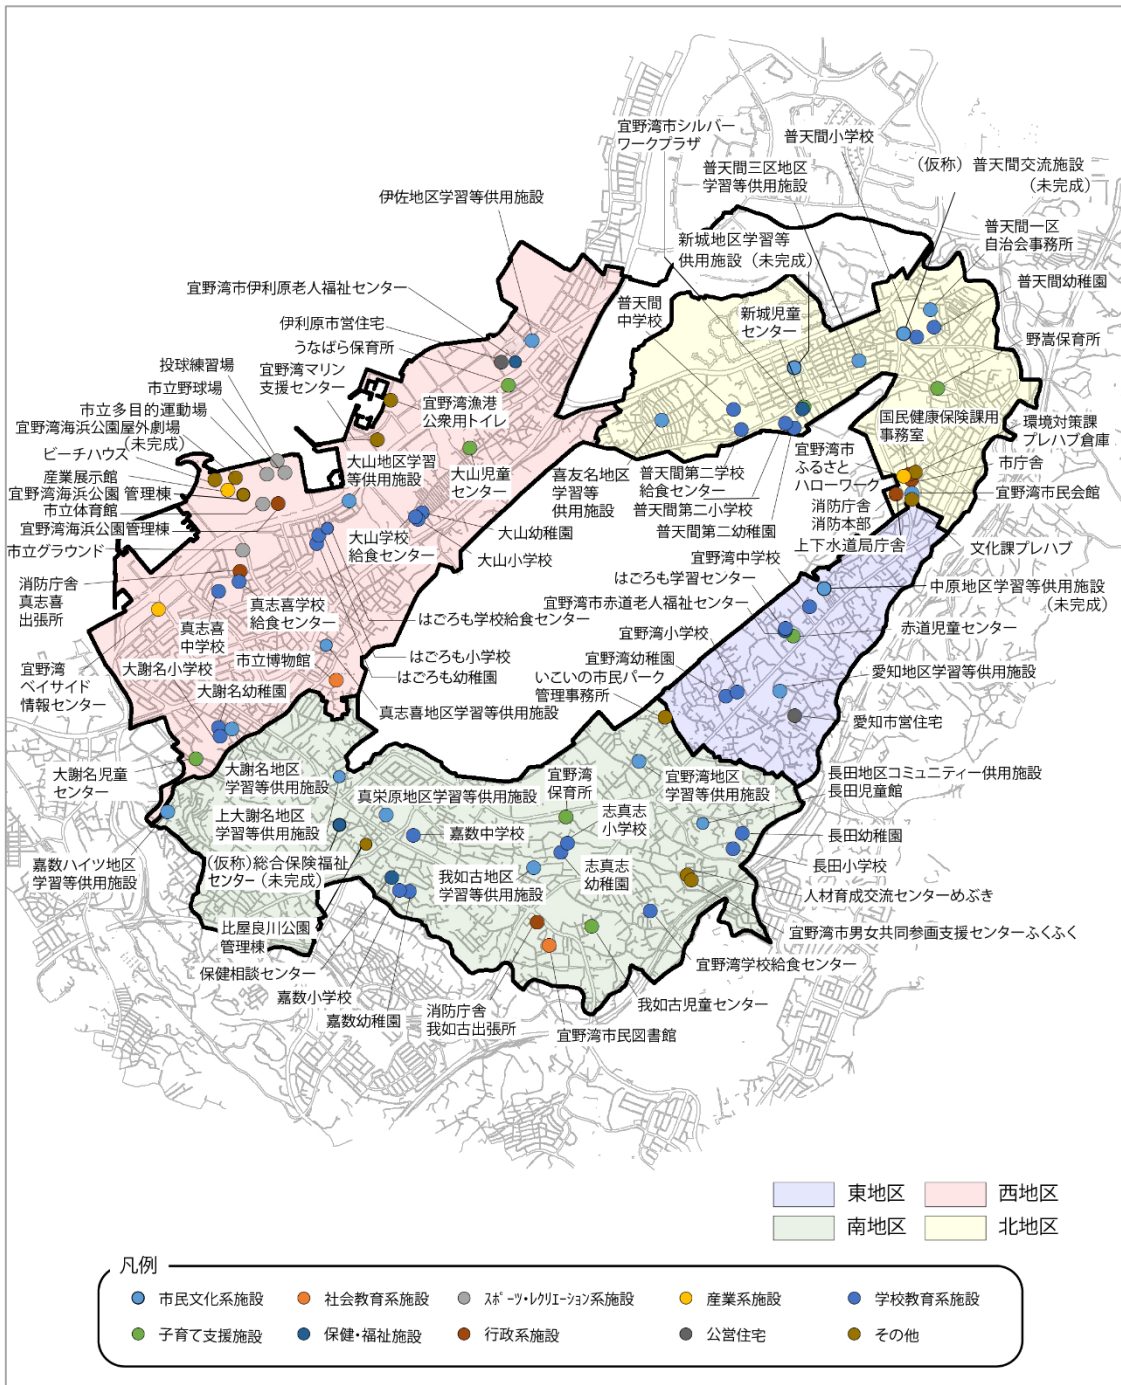 宜野湾市シルバー
ワークプラザ
普天間小学校
普天間三区地区
学習等供用施設
(仮称)普天間交流施設
(未完成)
伊佐地区学習等供用施設
普天間一区
自治会事務所
新城地区学習等
供用施設(未完成)
普天間幼稚園
宜野湾市伊利原老人福祉センター
普天間
中学校
新城児童
センター
伊利原市営住宅
野嵩保育所
うなばら保育所
投球練習場
宜野湾マリン
支援センター
市立野球場
市立多目的運動場
宜野湾海浜公園屋外劇場
(未完成)
宜野湾漁港
公衆用トイレ
国民健康保険課用
事務室
環境対策課
プレハブ倉庫
ビーチハウス
大山地区学習
等供用施設
大山児童
センター
喜友名地区
学習等
供用施設
普天間第二学校
給食センター
普天間第二小学校
普天間第二幼稚園
宜野湾市
ふるさと
ハローワーク
市庁舎
産業展示館
宜野湾海浜公園 管理棟
宜野湾市民会館
市立体育館
大山幼稚園
消防庁舎
消防本部
宜野湾海浜公園管理棟
大山学校
給食センター
上下水道局庁舎
文化課プレハブ
市立グラウンド
大山小学校
宜野湾中学校
はごろも学習センター
中原地区学習等供用施設
(未完成)
消防庁舎
真志喜
出張所
真志喜学校
給食センター
はごろも学校給食センター
宜野湾市赤道老人福祉センター
赤道児童センター
真志喜
中学校
宜野湾小学校
大謝名小学校
市立博物館
はごろも小学校
はごろも幼稚園
宜野湾幼稚園
愛知地区学習等供用施設
宜野湾
ベイサイド
情報センター
大謝名幼稚園
いこいの市民パーク
管理事務所
真志喜地区学習等供用施設
愛知市営住宅
大謝名児童
センター
大謝名地区
学習等供用施設
宜野湾
保育所
宜野湾地区
学習等供用施設
長田地区コミュニティー供用施設
長田児童館
真栄原地区学習等供用施設
上大謝名地区
学習等供用施設
嘉数中学校
志真志
小学校
長田幼稚園
嘉数ハイツ地区
学習等供用施設
(仮称)総合保険福祉
センター(未完成)
我如古地区
学習等供用施設
志真志
幼稚園
長田小学校
人材育成交流センターめぶき
比屋良川公園
管理棟
宜野湾市男女共同参画支援センターふくふく
保健相談センター
宜野湾学校給食センター
嘉数小学校
嘉数幼稚園
消防庁舎
我如古出張所
我如古児童センター
宜野湾市民図書館
東地区
西地区
南地区
北地区
凡例
市民文化系施設
社会教育系施設
ｽﾎﾟｰﾂ・ﾚｸﾘｴｰｼｮﾝ系施設
産業系施設
学校教育系施設
子育て支援施設
保健・福祉施設
行政系施設
公営住宅
その他